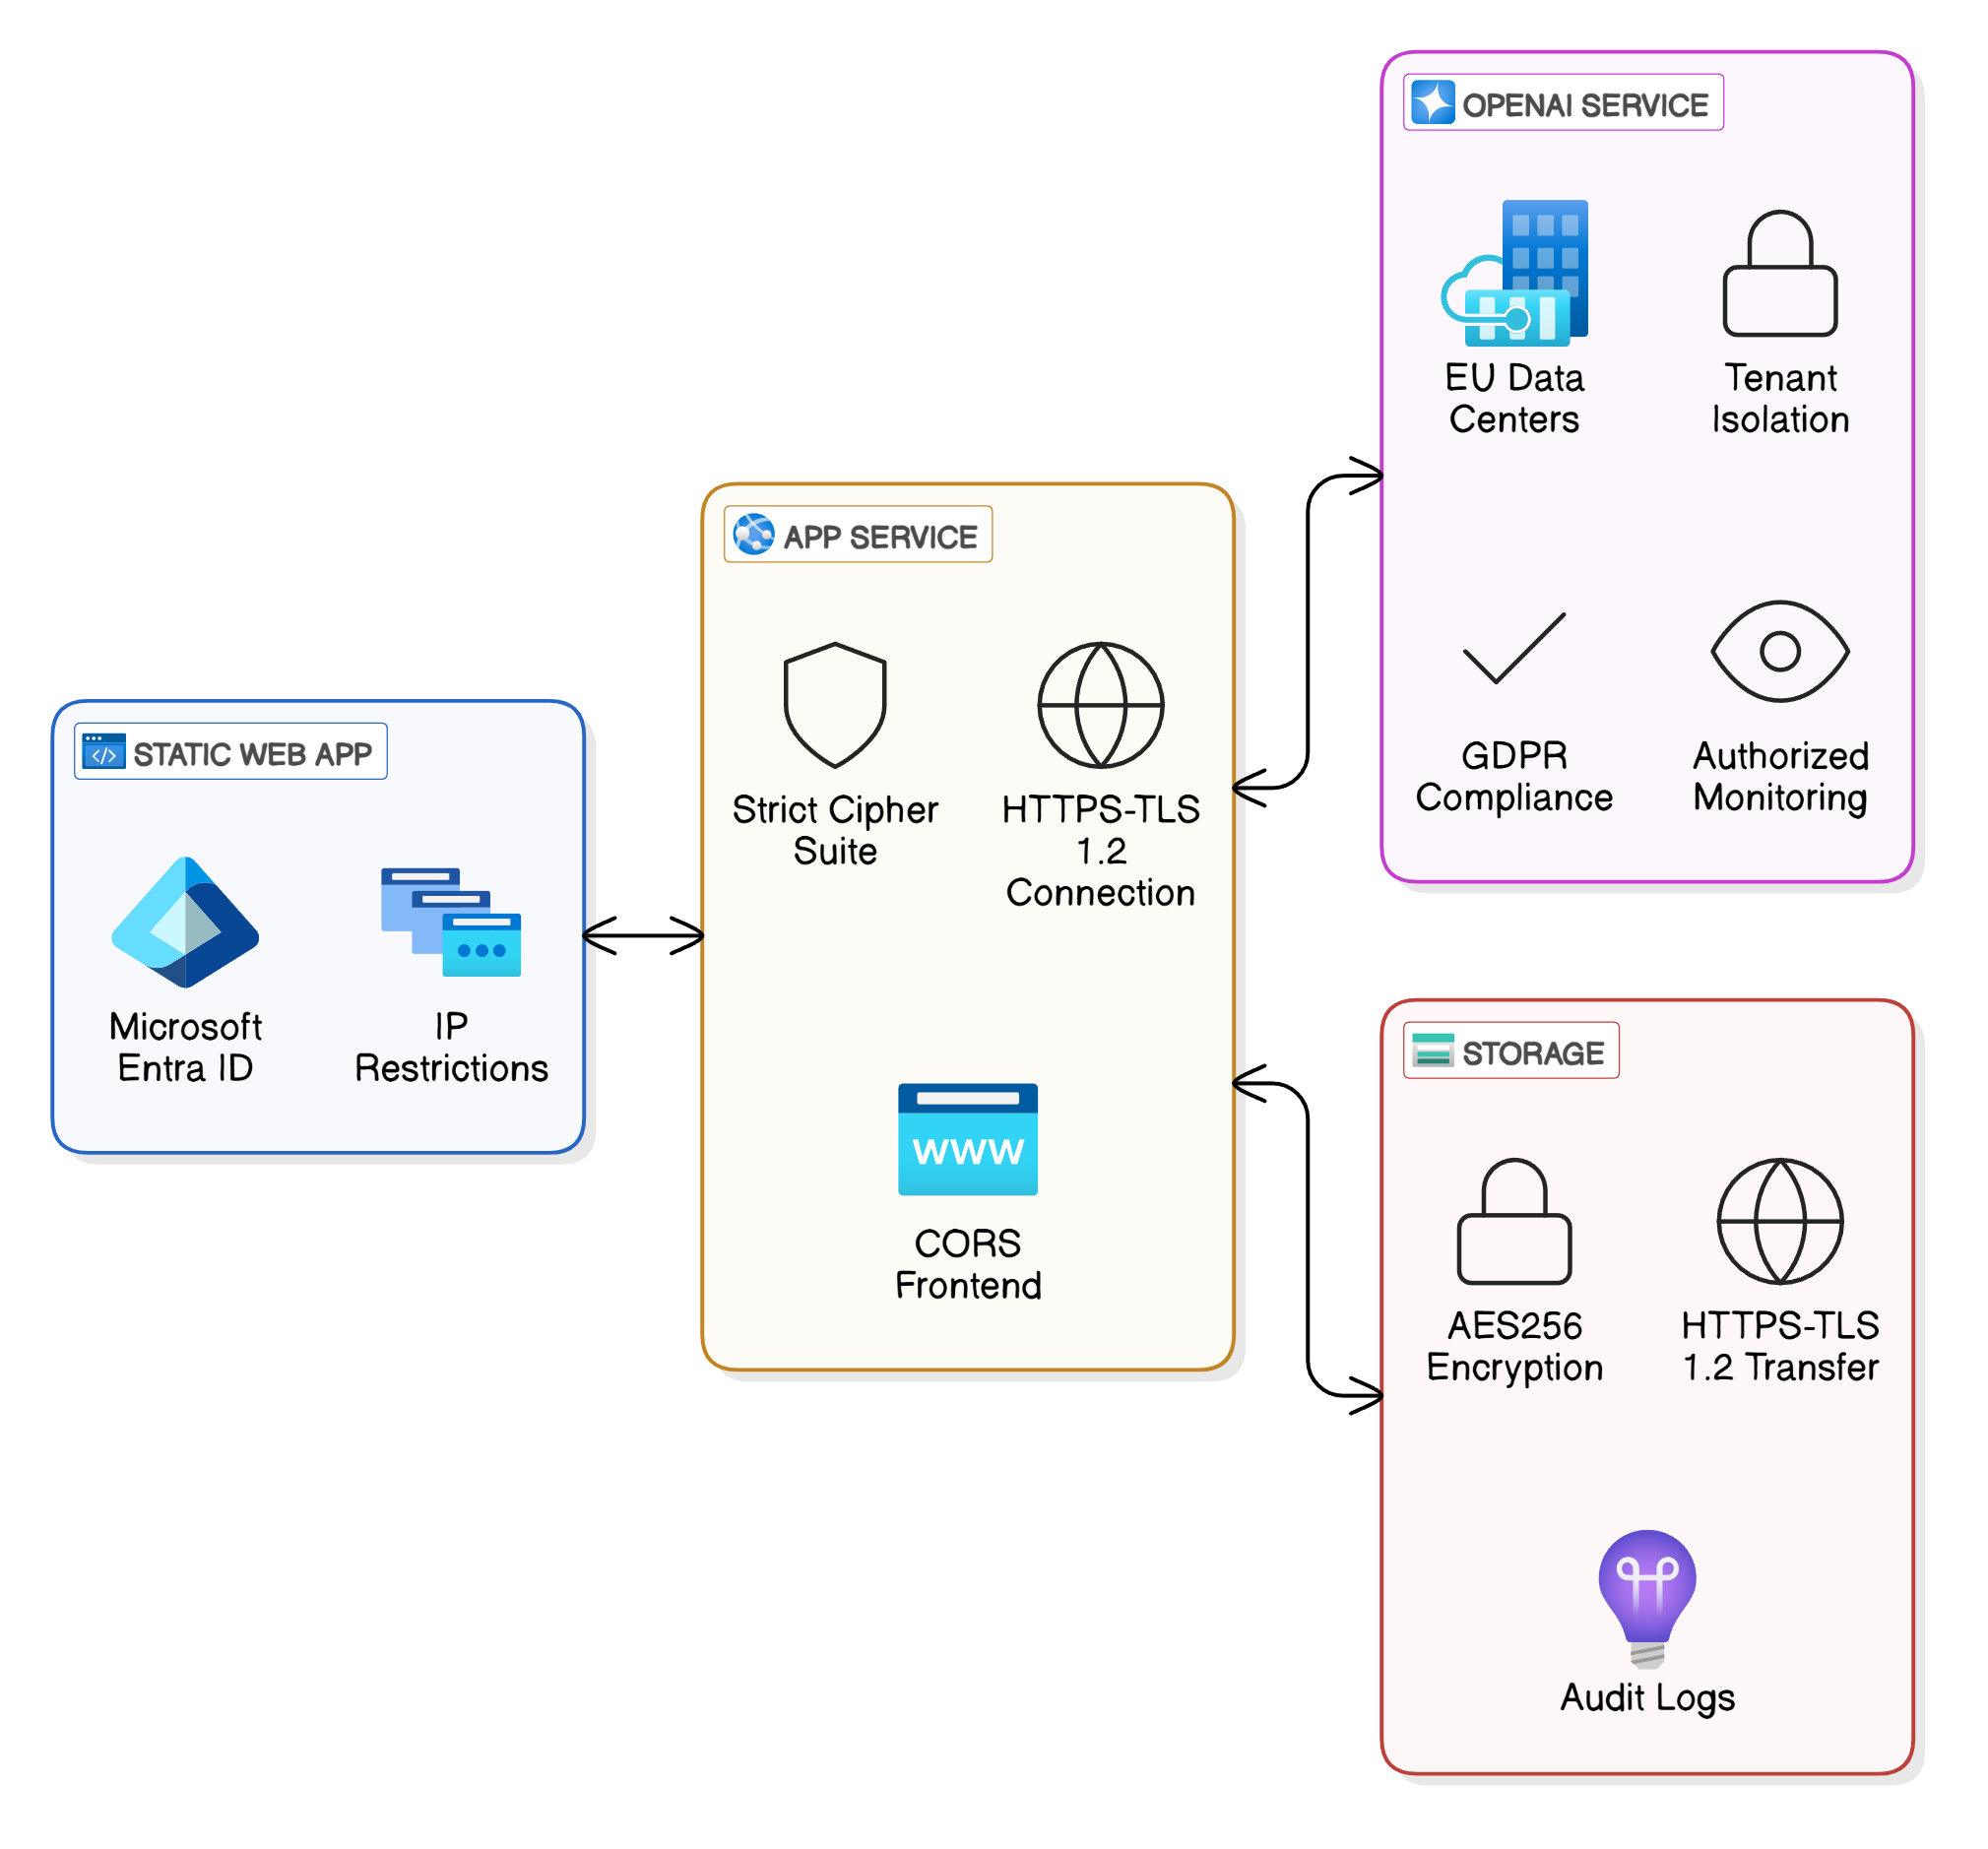 STATIC WEB APP
Microsoft
Entra ID
IP
Restrictions
APP SERVICE
Strict Cipher
Suite
HTTPS-TLS
1.2
Connection
www
CORS
Frontend
OPENAI SERVICE
EU Data
Centers
Tenant
Isolation
GDPR
Compliance
Authorized
Monitoring
STORAGE
AES256
Encryption
HTTPS-TLS
1.2 Transfer
Audit Logs